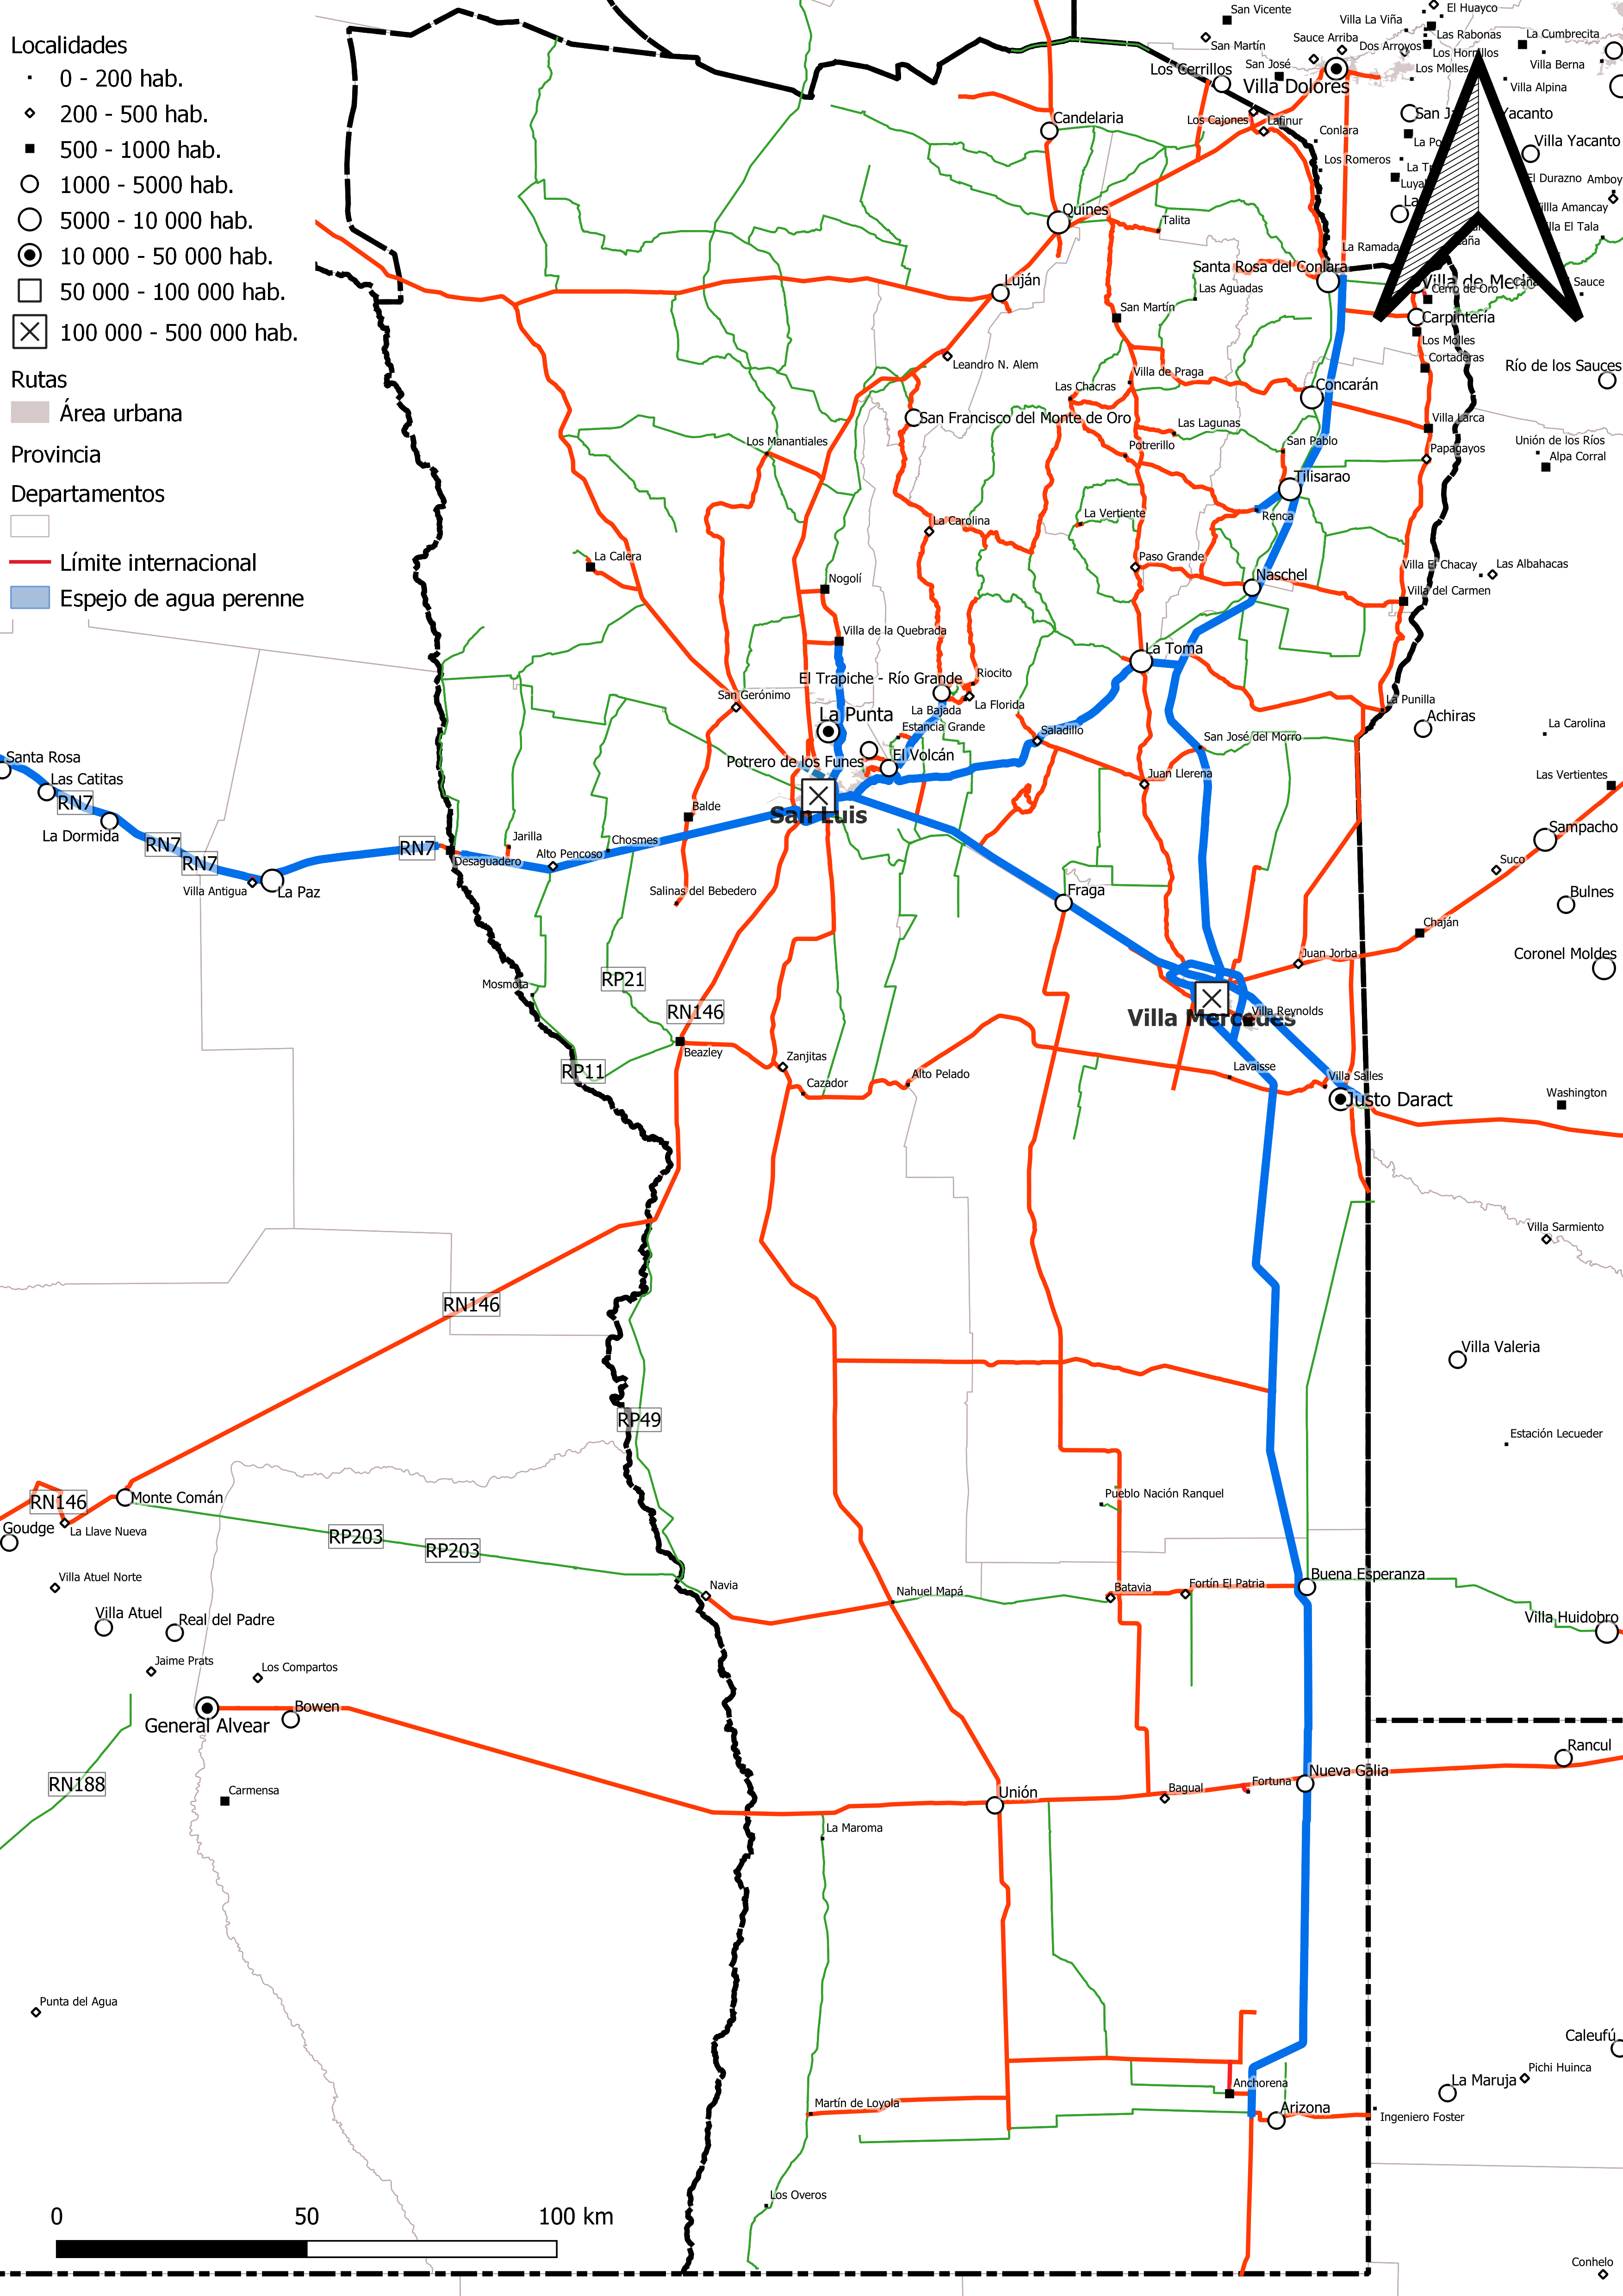 Localidades
0 - 200 hab.
200 - 500 hab.
500 - 1000 hab.
1000 - 5000 hab.
5000 - 10 000 hab.
10 000 - 50 000 hab.
50 000 - 100 000 hab.
100 000 - 500 000 hab.
Rutas
Área urbana
Provincia
Departamentos
Límite internacional
Espejo de agua perenne
San Vicente
Villa La Viña
El Huayco
Las Rabonas
La Cumbrecita
San Martín
Sauce Arriba
Dos Arroyos
Los Hornillos
Los Cerrillos
San José
Los Molles
Villa Berna
Villa Dolores
Villa Alpina
Candelaria
Los Cajones
Lafinur
Conlara
Yacanto
Villa Yacanto
Los Romeros
El Durazno
Amboy
Villa Amancay
Quines
Talita
La Ramada
Santa Rosa del Conlara
Luján
Las Aguadas
Cerro de Oro
Sauce
San Martín
Carpintería
Los Molles
Leandro N. Alem
Cortaderas
Villa de Praga
Río de los Sauces
Las Chacras
Concarán
San Francisco del Monte de Oro
Villa Larca
Las Lagunas
Los Manantiales
Potrerillo
San Pablo
Unión de los Ríos
Papagayos
Alpa Corral
Tilisarao
La Vertiente
Renca
La Carolina
La Calera
Paso Grande
Villa El Chacay
Las Albahacas
Nogolí
Naschel
Villa del Carmen
Villa de la Quebrada
La Toma
El Trapiche - Río Grande
Riocito
San Gerónimo
La Florida
La Punilla
La Bajada
La Punta
Achiras
Estancia Grande
Saladillo
La Carolina
San José del Morro
Santa Rosa
El Volcán
Potrero de los Funes
Las Catitas
Juan Llerena
Las Vertientes
RN7
Balde
San Luis
La Dormida
Sampacho
Jarilla
Chosmes
RN7
RN7
RN7
Alto Pencoso
Desaguadero
Suco
Villa Antigua
La Paz
Salinas del Bebedero
Fraga
Bulnes
Chaján
Juan Jorba
Coronel Moldes
RP21
Mosmota
RN146
Villa Reynolds
Villa Mercedes
Beazley
Zanjitas
RP11
Cazador
Alto Pelado
Lavaisse
Villa Salles
Justo Daract
Washington
Villa Sarmiento
RN146
Villa Valeria
RP49
Estación Lecueder
Pueblo Nación Ranquel
RN146
Monte Comán
Goudge
La Llave Nueva
RP203
RP203
Villa Atuel Norte
Navia
Nahuel Mapá
Batavia
Fortín El Patria
Buena Esperanza
Villa Atuel
Real del Padre
Villa Huidobro
Jaime Prats
Los Compartos
General Alvear
Bowen
Rancul
RN188
Carmensa
Unión
Bagual
Fortuna
Nueva Galia
La Maroma
Punta del Agua
Caleufú
Pichi Huinca
Anchorena
La Maruja
Martín de Loyola
Arizona
Ingeniero Foster
Los Overos
0 50 100 km
Conhelo